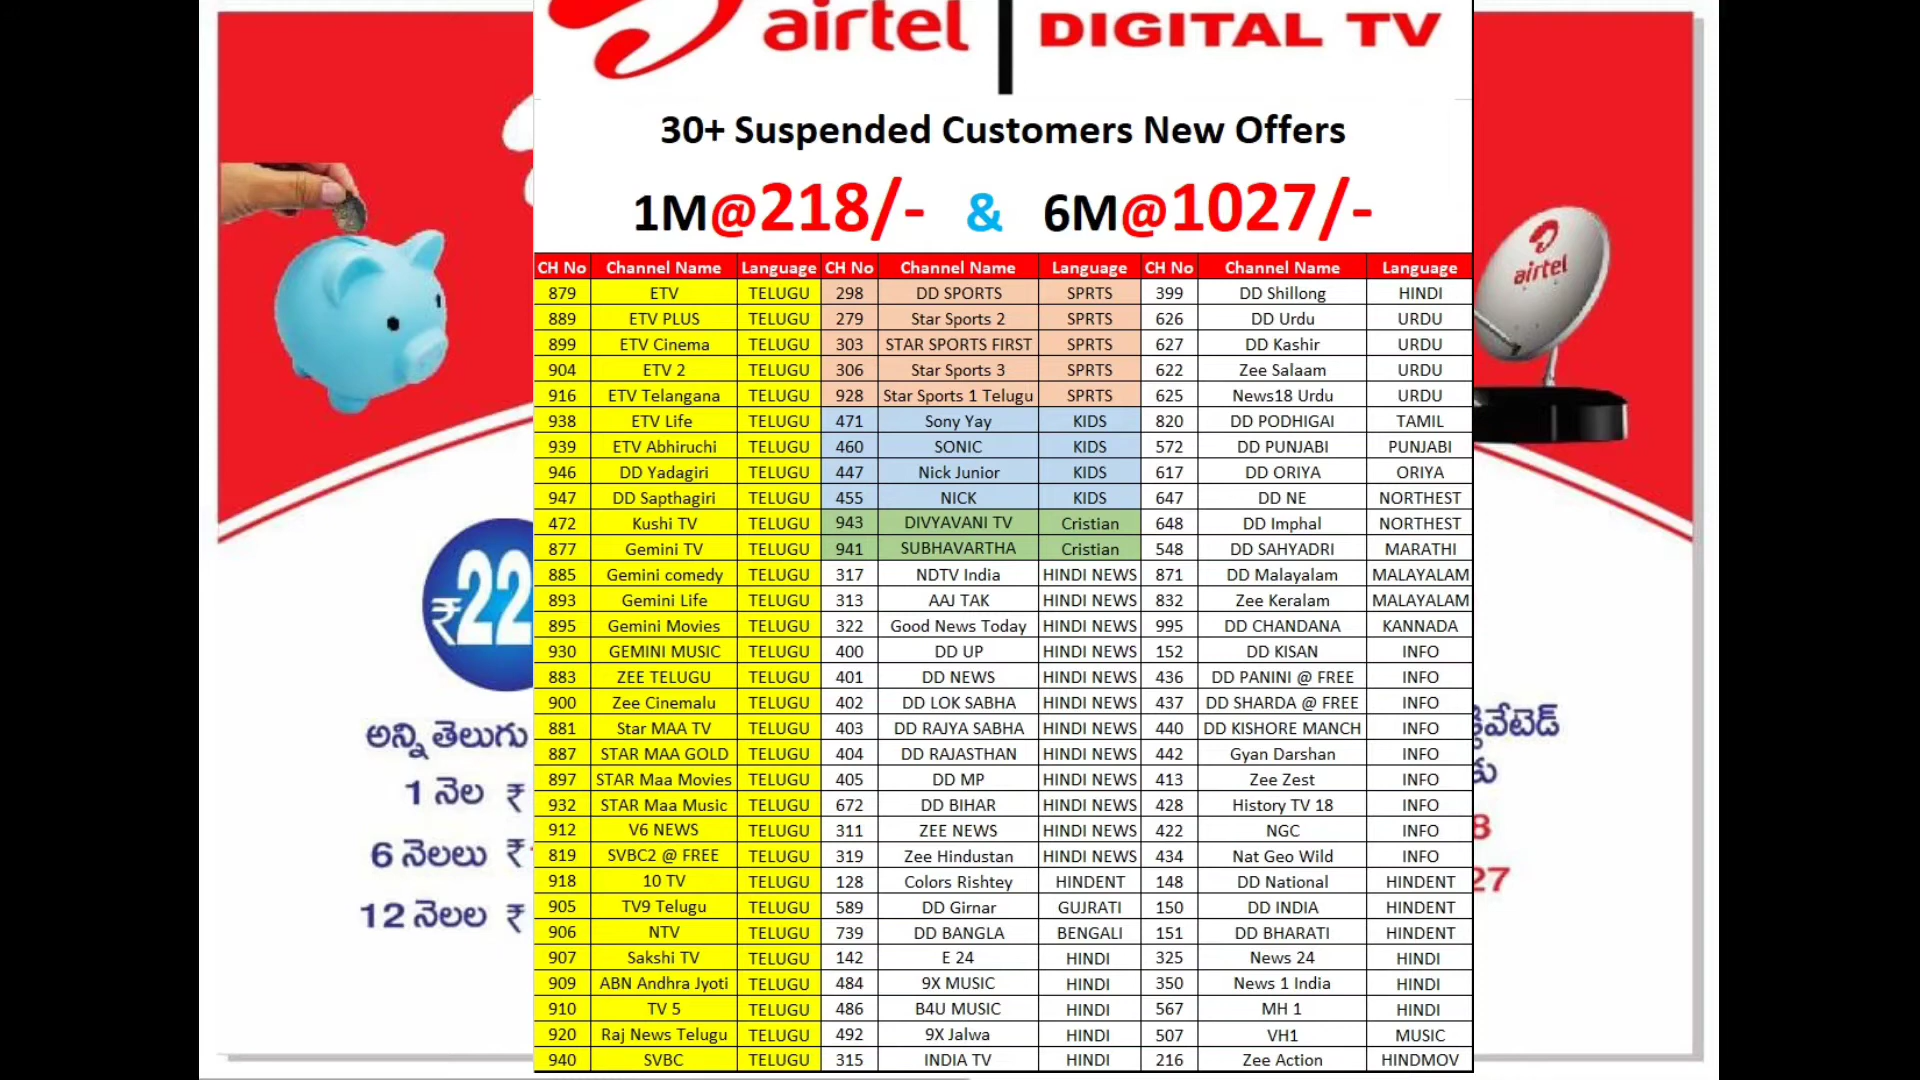 airtel | DIGITAL TV
30+ Suspended Customers New Offers
1M@218/- & 6M@1027/-
CH No Channel Name Language CH No Channel Name Language CH No Channel Name Language
879 ETV TELUGU 298 DD SPORTS SPRTS 399 DD Shillong HINDI
889 ETV PLUS TELUGU 279 Star Sports 2 SPRTS 626 DD Urdu URDU
899 ETV Cinema TELUGU 303 STAR SPORTS FIRST SPRTS 627 DD Kashir URDU
904 ETV 2 TELUGU 306 Star Sports 3 SPRTS 622 Zee Salaam URDU
916 ETV Telangana TELUGU 928 Star Sports 1 Telugu SPRTS 625 News18 Urdu URDU
938 ETV Life TELUGU 471 Sony Yay KIDS 820 DD PODHIGAI TAMIL
939 ETV Abhiruchi TELUGU 460 SONIC KIDS 572 DD PUNJABI PUNJABI
946 DD Yadagiri TELUGU 447 Nick Junior KIDS 617 DD ORIYA ORIYA
947 DD Sapthagiri TELUGU 455 NICK KIDS 647 DD NE NORTHEST
472 Kushi TV TELUGU 943 DIVYAVANI TV Cristian 648 DD Imphal NORTHEST
877 Gemini TV TELUGU 941 SUBHAVARTHA Cristian 548 DD SAHYADRI MARATHI
885 Gemini comedy TELUGU 317 NDTV India HINDI NEWS 871 DD Malayalam MALAYALAM
893 Gemini Life TELUGU 313 AAJ TAK HINDI NEWS 832 Zee Keralam MALAYALAM
895 Gemini Movies TELUGU 322 Good News Today HINDI NEWS 995 DD CHANDANA KANNADA
930 GEMINI MUSIC TELUGU 400 DD UP HINDI NEWS 152 DD KISAN INFO
883 ZEE TELUGU TELUGU 401 DD NEWS HINDI NEWS 436 DD PANINI @ FREE INFO
900 Zee Cinemalu TELUGU 402 DD LOK SABHA HINDI NEWS 437 DD SHARDA @ FREE INFO
881 Star MAA TV TELUGU 403 DD RAJYA SABHA HINDI NEWS 440 DD KISHORE MANCH INFO
887 STAR MAA GOLD TELUGU 404 DD RAJASTHAN HINDI NEWS 442 Gyan Darshan INFO
897 STAR Maa Movies TELUGU 405 DD MP HINDI NEWS 413 Zee Zest INFO
932 STAR Maa Music TELUGU 672 DD BIHAR HINDI NEWS 428 History TV 18 INFO
912 V6 NEWS TELUGU 311 ZEE NEWS HINDI NEWS 422 NGC INFO
819 SVBC2 @ FREE TELUGU 319 Zee Hindustan HINDI NEWS 434 Nat Geo Wild INFO
918 10 TV TELUGU 128 Colors Rishtey HINDENT 148 DD National HINDENT
905 TV9 Telugu TELUGU 589 DD Girnar GUJRATI 150 DD INDIA HINDENT
906 NTV TELUGU 739 DD BANGLA BENGALI 151 DD BHARATI HINDENT
907 Sakshi TV TELUGU 142 E 24 HINDI 325 News 24 HINDI
909 ABN Andhra Jyoti TELUGU 484 9X MUSIC HINDI 350 News 1 India HINDI
910 TV 5 TELUGU 486 B4U MUSIC HINDI 567 MH 1 HINDI
920 Raj News Telugu TELUGU 492 9X Jalwa HINDI 507 VH1 MUSIC
940 SVBC TELUGU 315 INDIA TV HINDI 216 Zee Action HINDMOV
₹22
అన్ని తెలుగు
1 నెల ₹
6 నెలలు ₹
12 నెలల ₹
airtel